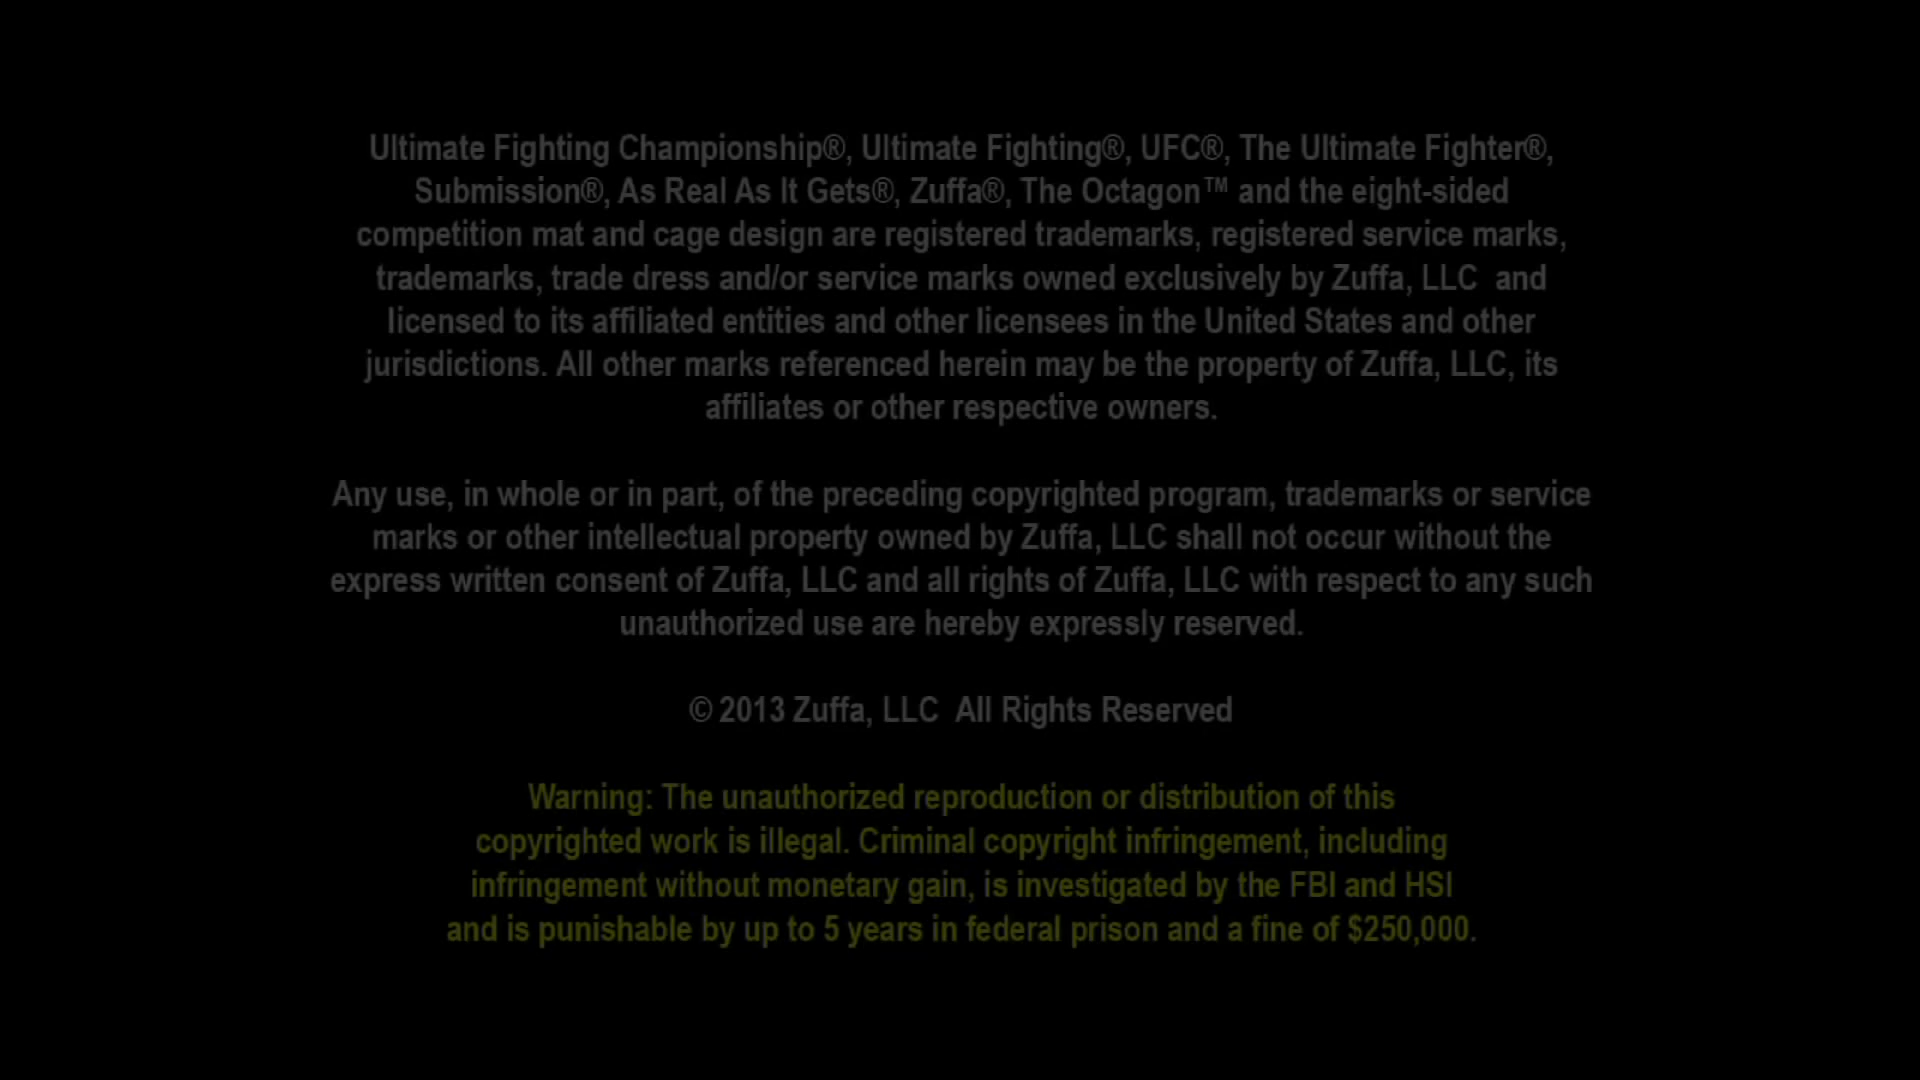 Ultimate Fighting Championship®, Ultimate Fighting®, UFC®, The Ultimate Fighter®,
Submission®, As Real As It Gets®, Zuffa®, The Octagon™ and the eight-sided
competition mat and cage design are registered trademarks, registered service marks,
trademarks, trade dress and/or service marks owned exclusively by Zuffa, LLC  and
licensed to its affiliated entities and other licensees in the United States and other
jurisdictions. All other marks referenced herein may be the property of Zuffa, LLC, its
affiliates or other respective owners.
Any use, in whole or in part, of the preceding copyrighted program, trademarks or service
marks or other intellectual property owned by Zuffa, LLC shall not occur without the
express written consent of Zuffa, LLC and all rights of Zuffa, LLC with respect to any such
unauthorized use are hereby expressly reserved.
© 2013 Zuffa, LLC  All Rights Reserved
Warning: The unauthorized reproduction or distribution of this
copyrighted work is illegal. Criminal copyright infringement, including
infringement without monetary gain, is investigated by the FBI and HSI
and is punishable by up to 5 years in federal prison and a fine of $250,000.